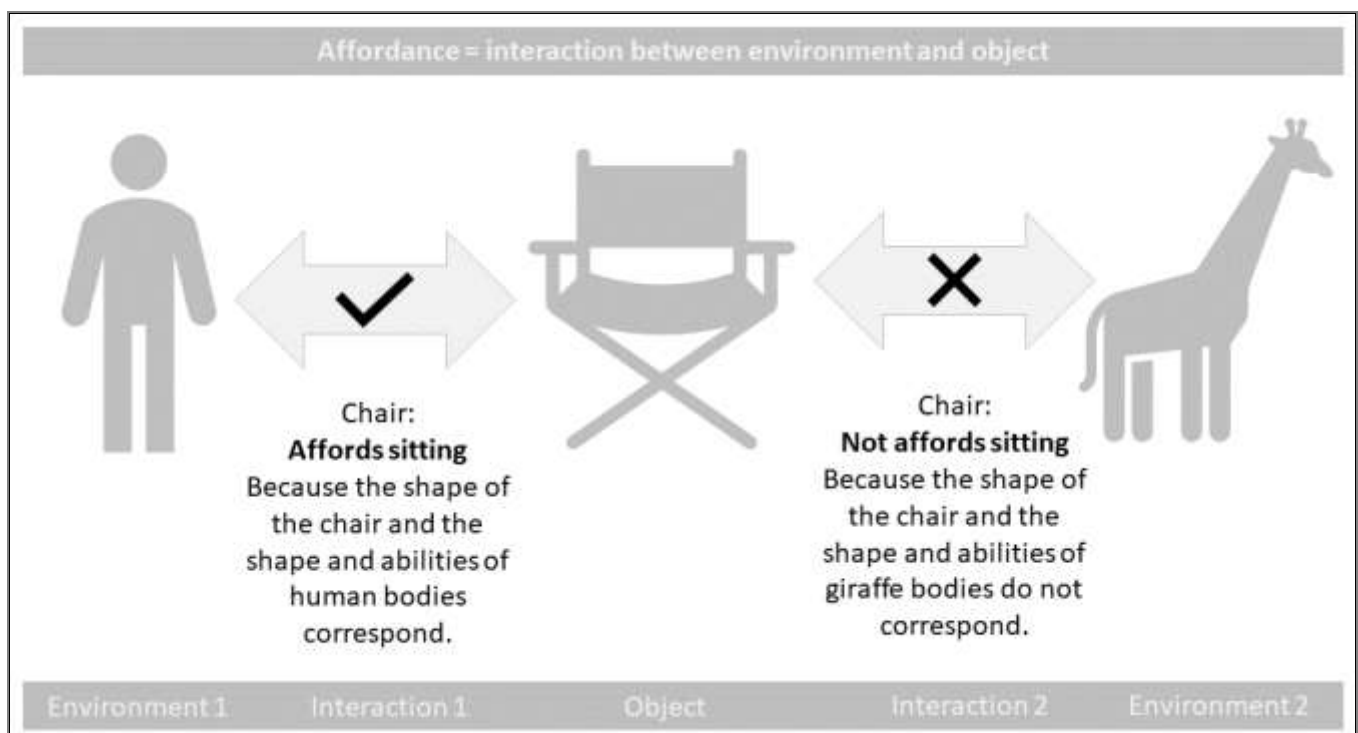 Affordance = interaction between environment and object
Chair:
Affords sitting
Because the shape of
the chair and the
shape and abilities of
human bodies
correspond.
Chair:
Not affords sitting
Because the shape of
the chair and the
shape and abilities of
giraffe bodies do not
correspond.
Environment 1
Interaction 1
Object
Interaction 2
Environment 2